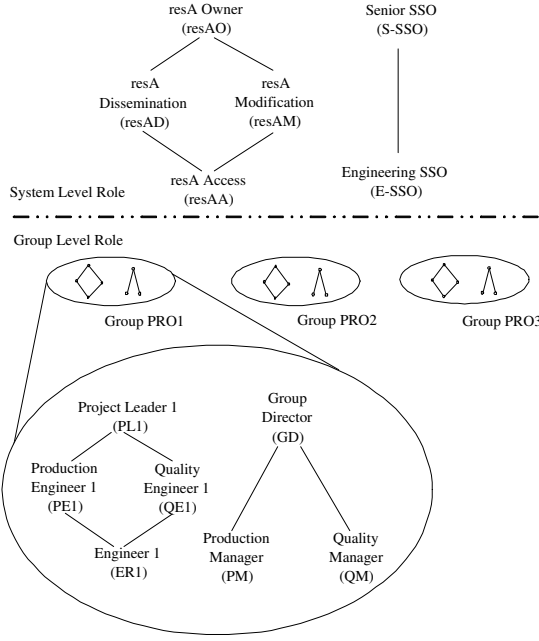 resA Owner
(resAO)
Senior SSO
(S-SSO)
resA
Dissemination
(resAD)
resA
Modification
(resAM)
resA Access
(resAA)
Engineering SSO
(E-SSO)
System Level Role
Group Level Role
Group PRO1
Group PRO2
Group PRO3
Project Leader 1
(PL1)
Group
Director
(GD)
Production
Engineer 1
(PE1)
Quality
Engineer 1
(QE1)
Engineer 1
(ER1)
Production
Manager
(PM)
Quality
Manager
(QM)